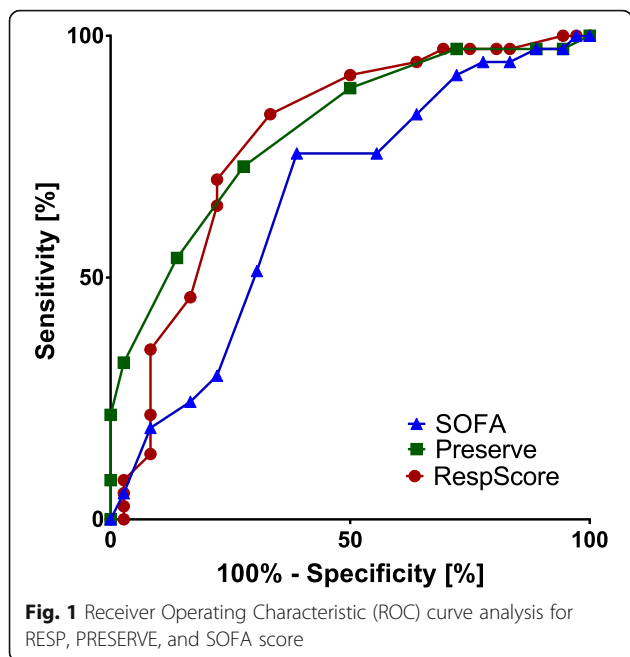 100
50
0
Sensitivity [%]
SOFA
Preserve
RespScore
0 50 100
100% - Specificity [%]
Fig. 1 Receiver Operating Characteristic (ROC) curve analysis for
RESP, PRESERVE, and SOFA score